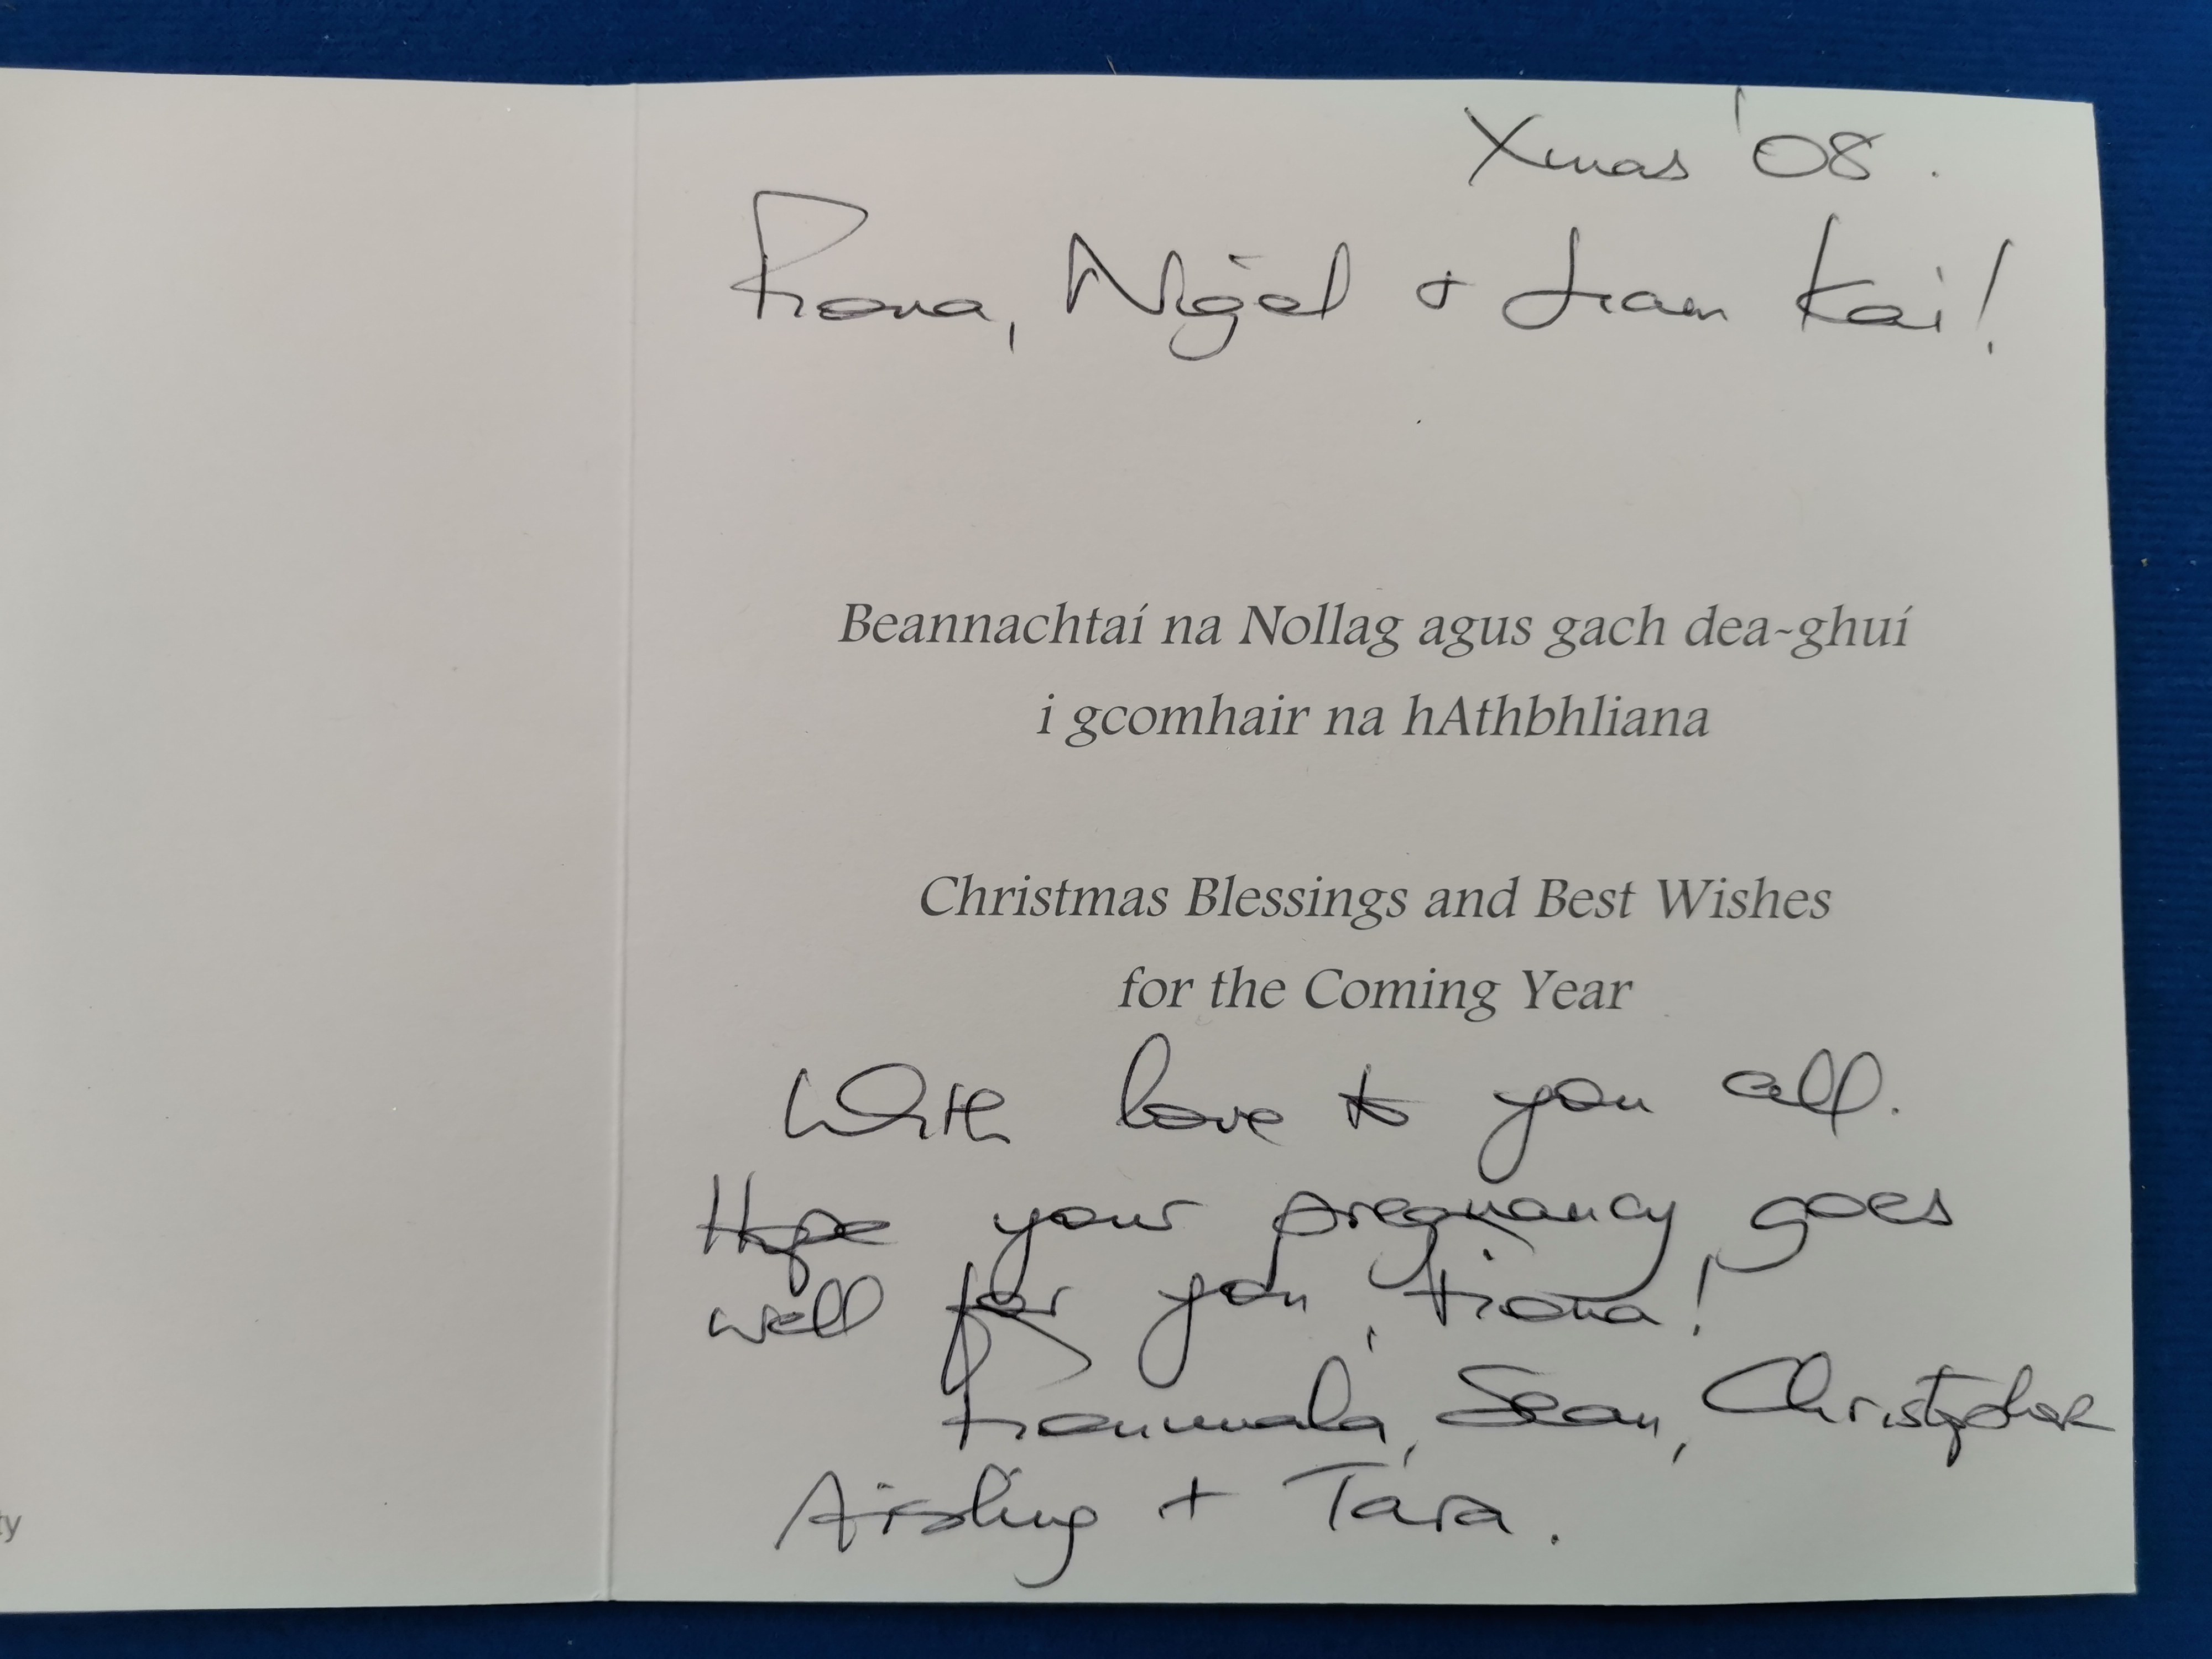 Xmas '08.
Fiona, Nigel + Liam Kai!
Beannachtaí na Nollag agus gach dea-ghuí
i gcomhair na hAthbhliana
Christmas Blessings and Best Wishes
for the Coming Year
With love to you all.
Hope your pregnancy goes
well for you, Fiona!
Fionnuala, Sean, Christopher
Aisling + Tara.
ty